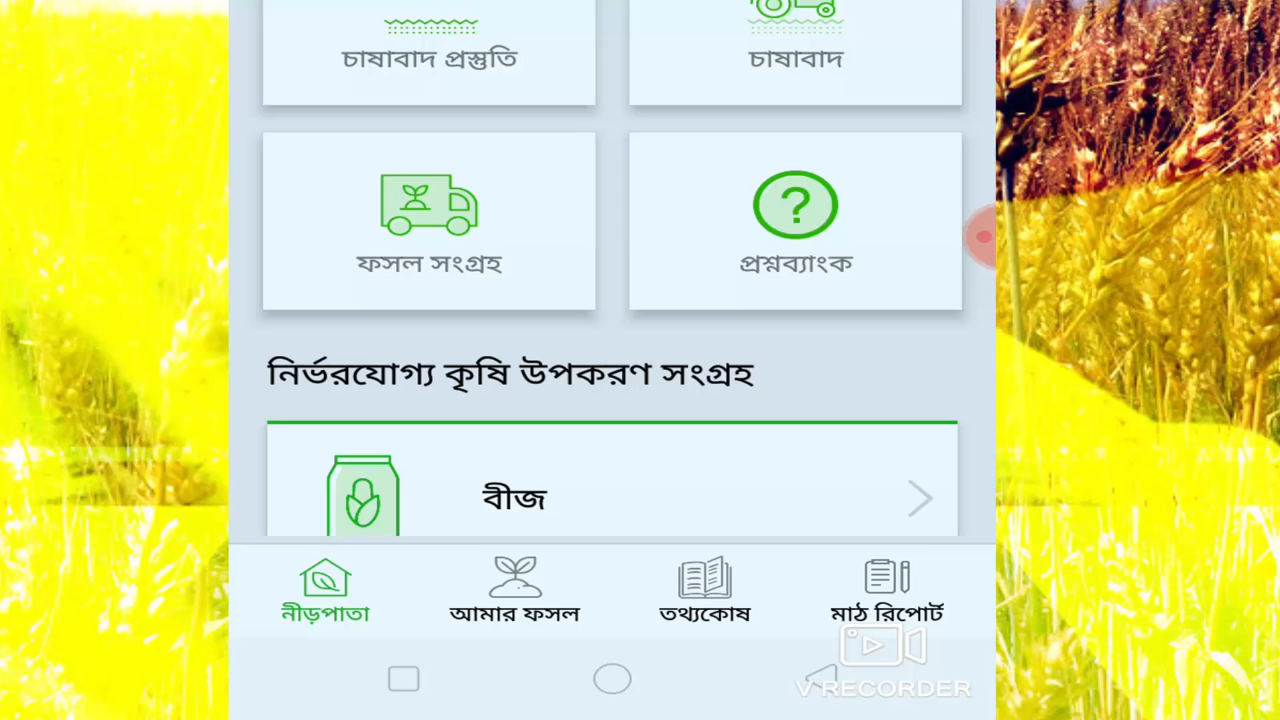 চাষাবাদ প্রস্তুতি
চাষাবাদ
ফসল সংগ্রহ
প্রশ্নব্যাংক
নির্ভরযোগ্য কৃষি উপকরণ সংগ্রহ
বীজ
নীড়পাতা
আমার ফসল
তথ্যকোষ
মাঠ রিপোর্ট
V RECORDER